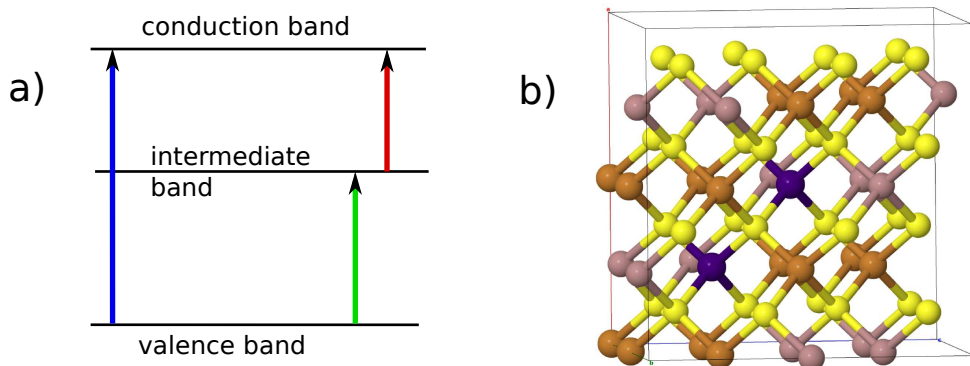 conduction band
a)
intermediate
band
valence band
b)